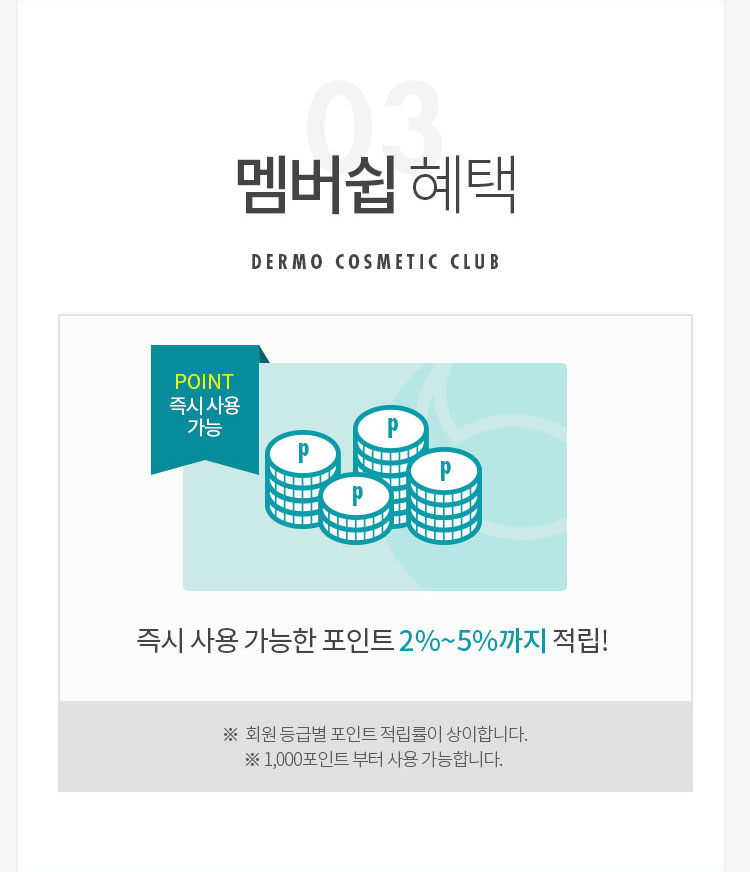 03
멤버쉽 혜택
DERMO COSMETIC CLUB
POINT
즉시 사용
가능
p
p
p
p
즉시 사용 가능한 포인트 2%~5%까지 적립!
※ 회원 등급별 포인트 적립률이 상이합니다.
※ 1,000포인트 부터 사용 가능합니다.